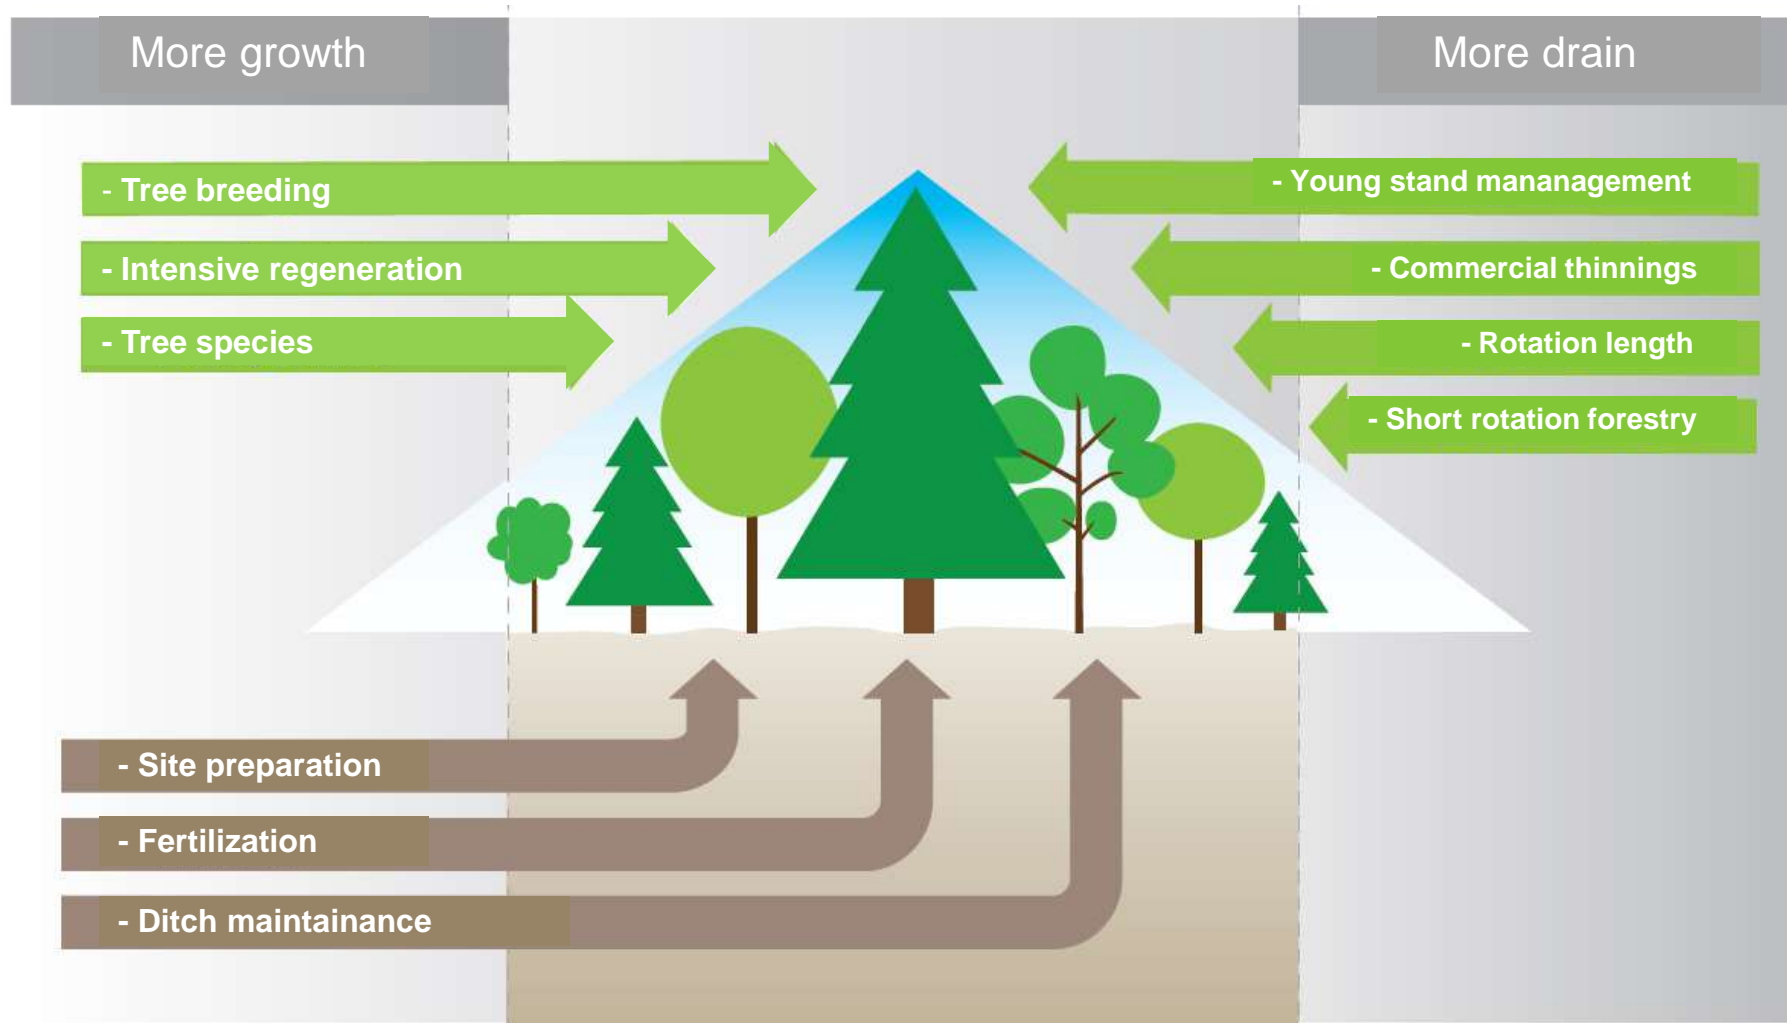 More growth
More drain
- Tree breeding
- Intensive regeneration
- Tree species
- Young stand mananagement
- Commercial thinnings
- Rotation length
- Short rotation forestry
- Site preparation
- Fertilization
- Ditch maintainance